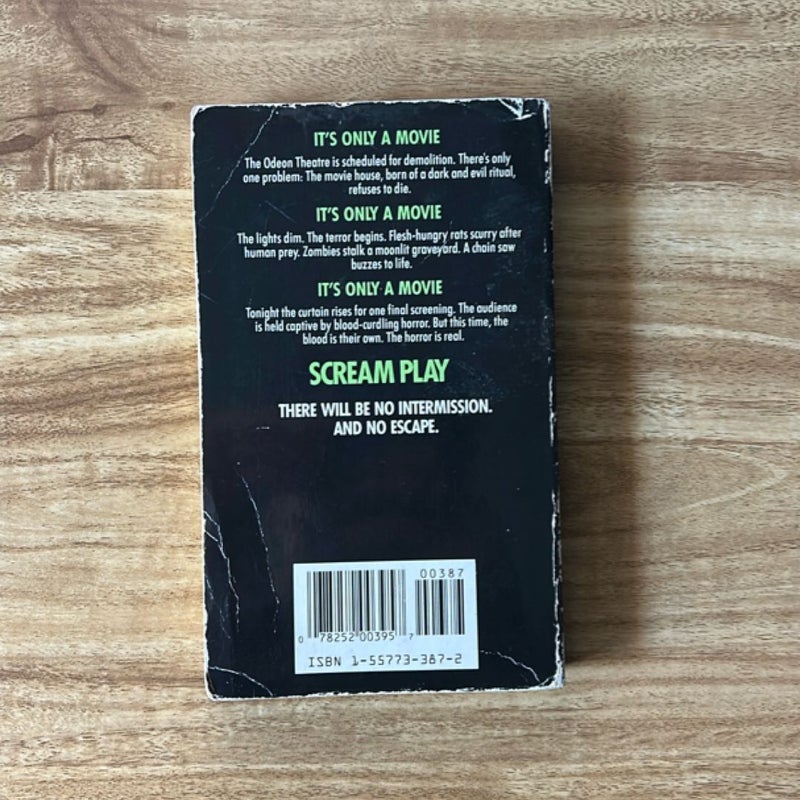 IT'S ONLY A MOVIE
The Odeon Theatre is scheduled for demolition. There's only
one problem: The movie house, born of a dark and evil ritual,
refuses to die.
IT'S ONLY A MOVIE
The lights dim. The terror begins. Flesh-hungry rats scurry after
human prey. Zombies stalk a moonlit graveyard. A chain saw
buzzes to life.
IT'S ONLY A MOVIE
Tonight the curtain rises for one final screening. The audience
is held captive by blood-curdling horror. But this time, the
blood is their own. The horror is real.
SCREAM PLAY
THERE WILL BE NO INTERMISSION.
AND NO ESCAPE.
00387
0 78252 00395 7
ISBN 1-55773-387-2